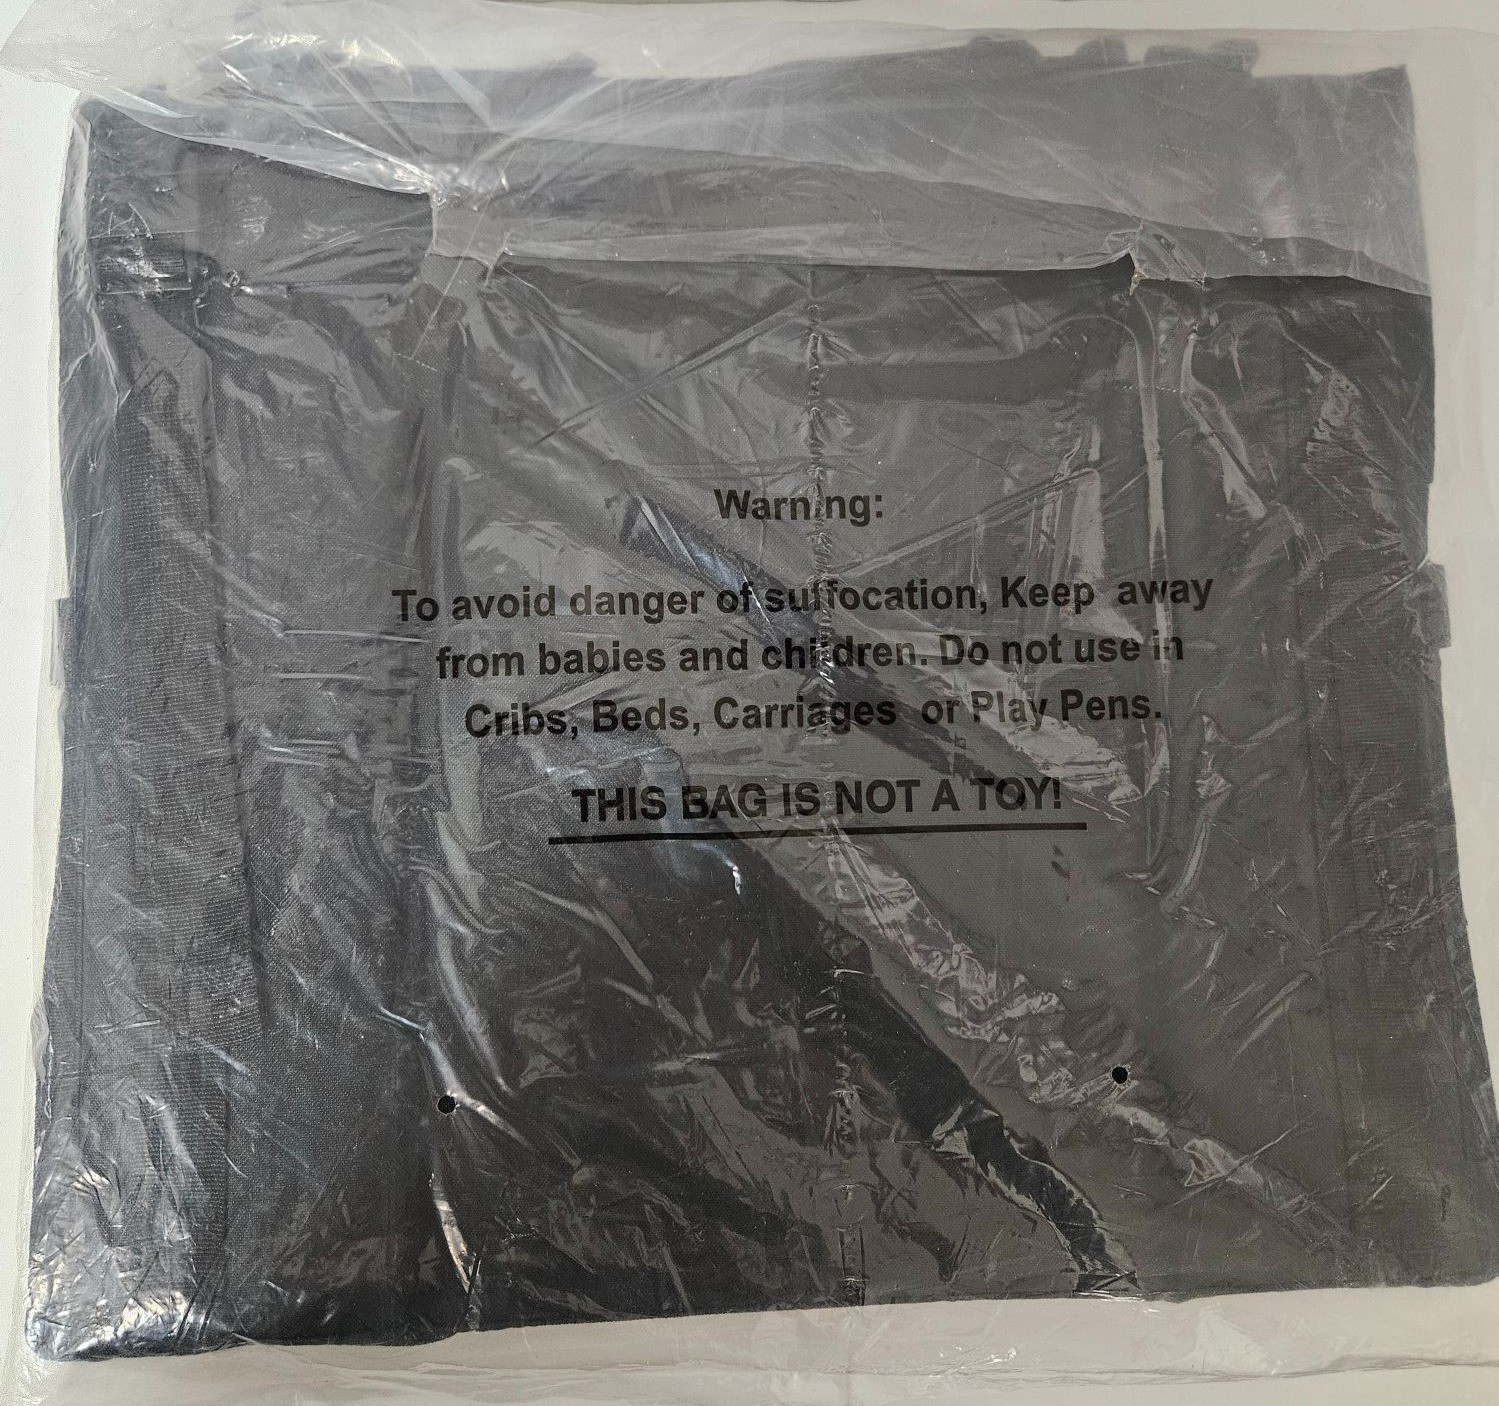 Warning:
To avoid danger of suffocation, Keep away
from babies and children. Do not use in
Cribs, Beds, Carriages or Play Pens.
THIS BAG IS NOT A TOY!